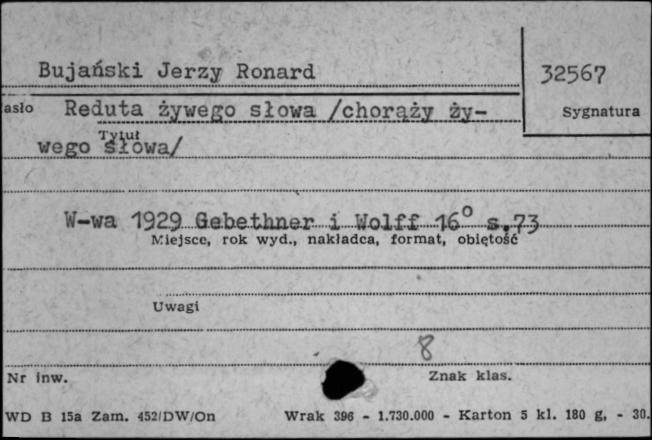 Bujański Jerzy Ronard
32567
asło Reduta żywego słowa /chorąży ży-
Sygnatura
Tytuł
wego słowa/
W-wa 1929 Gebethner i Wolff 16° s.73
Miejsce, rok wyd., nakładca, format, objętość
Uwagi
8
Nr inw.
Znak klas.
WD B 15a Zam. 452/DW/On Wrak 396 - 1.730.000 - Karton 5 kl. 180 g, - 30.